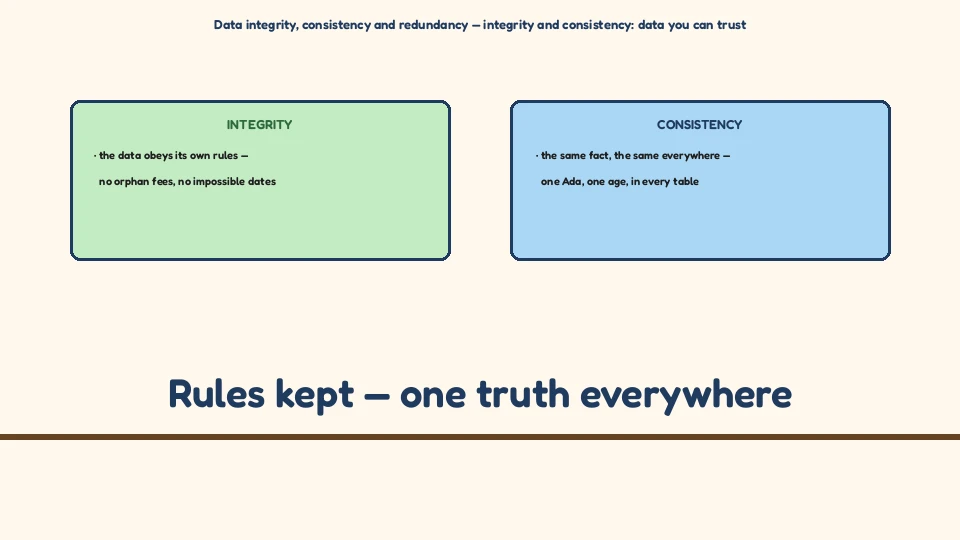 Data integrity, consistency and redundancy — integrity and consistency: data you can trust
INTEGRITY
· the data obeys its own rules —
no orphan fees, no impossible dates
CONSISTENCY
· the same fact, the same everywhere —
one Ada, one age, in every table
Rules kept — one truth everywhere